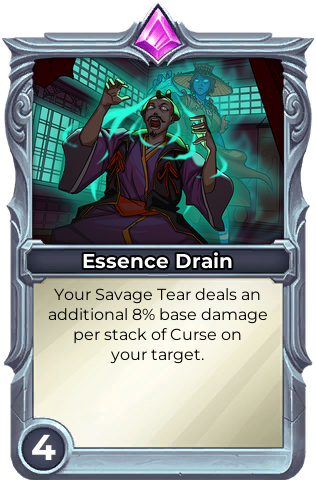 Essence Drain
Your Savage Tear deals an
additional 8% base damage
per stack of Curse on
your target.
4